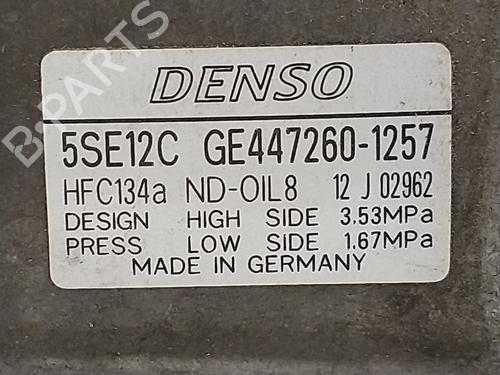 DENSO
5SE12C GE447260-1257
HFC134a ND-OIL8 12 J 02962
DESIGN HIGH SIDE 3.53MPa
PRESS LOW SIDE 1.67MPa
MADE IN GERMANY
B-PARTS